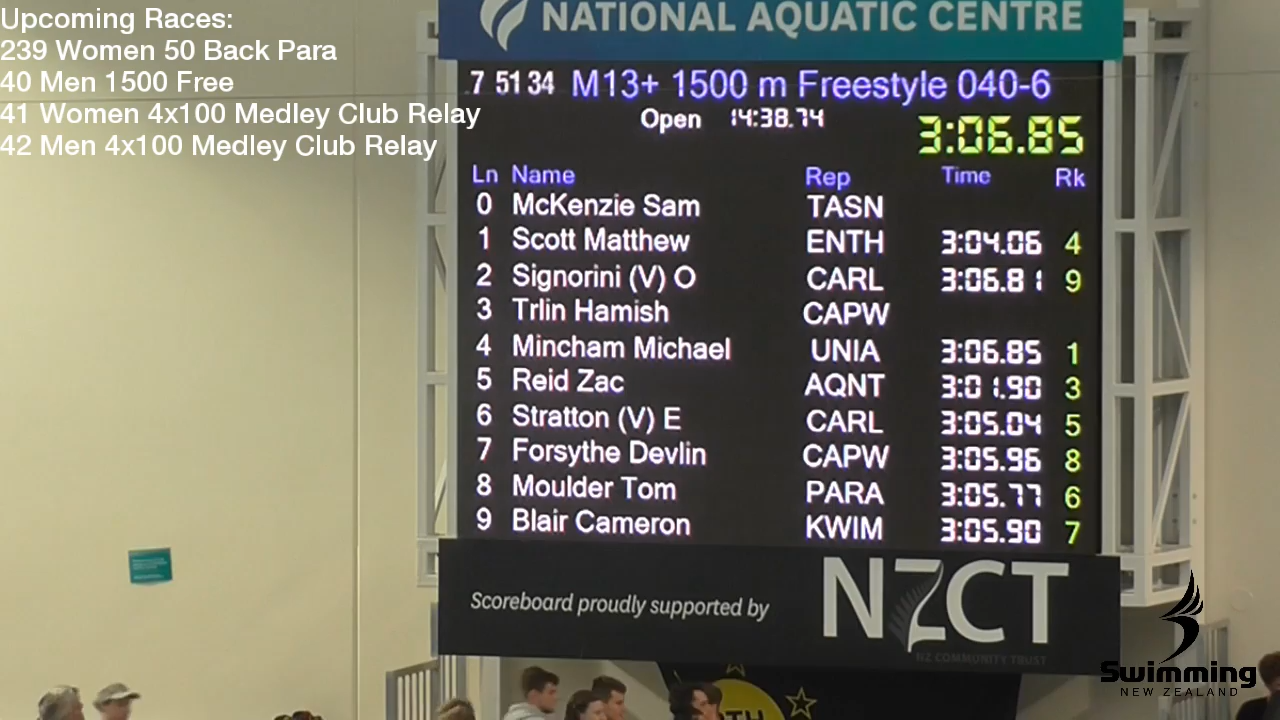 Upcoming Races:
239 Women 50 Back Para
40 Men 1500 Free
41 Women 4x100 Medley Club Relay
42 Men 4x100 Medley Club Relay
NATIONAL AQUATIC CENTRE
7 51 34 M13+ 1500 m Freestyle 040-6
Open 14:38.74 3:06.85
Ln Name Rep Time Rk
0 McKenzie Sam TASN
1 Scott Matthew ENTH 3:04.06 4
2 Signorini (V) O CARL 3:06.81 9
3 Trlin Hamish CAPW
4 Mincham Michael UNIA 3:06.85 1
5 Reid Zac AQNT 3:01.90 3
6 Stratton (V) E CARL 3:05.04 5
7 Forsythe Devlin CAPW 3:05.96 8
8 Moulder Tom PARA 3:05.77 6
9 Blair Cameron KWIM 3:05.90 7
Scoreboard proudly supported by NZCT
NZ COMMUNITY TRUST
Swimming
NEW ZEALAND